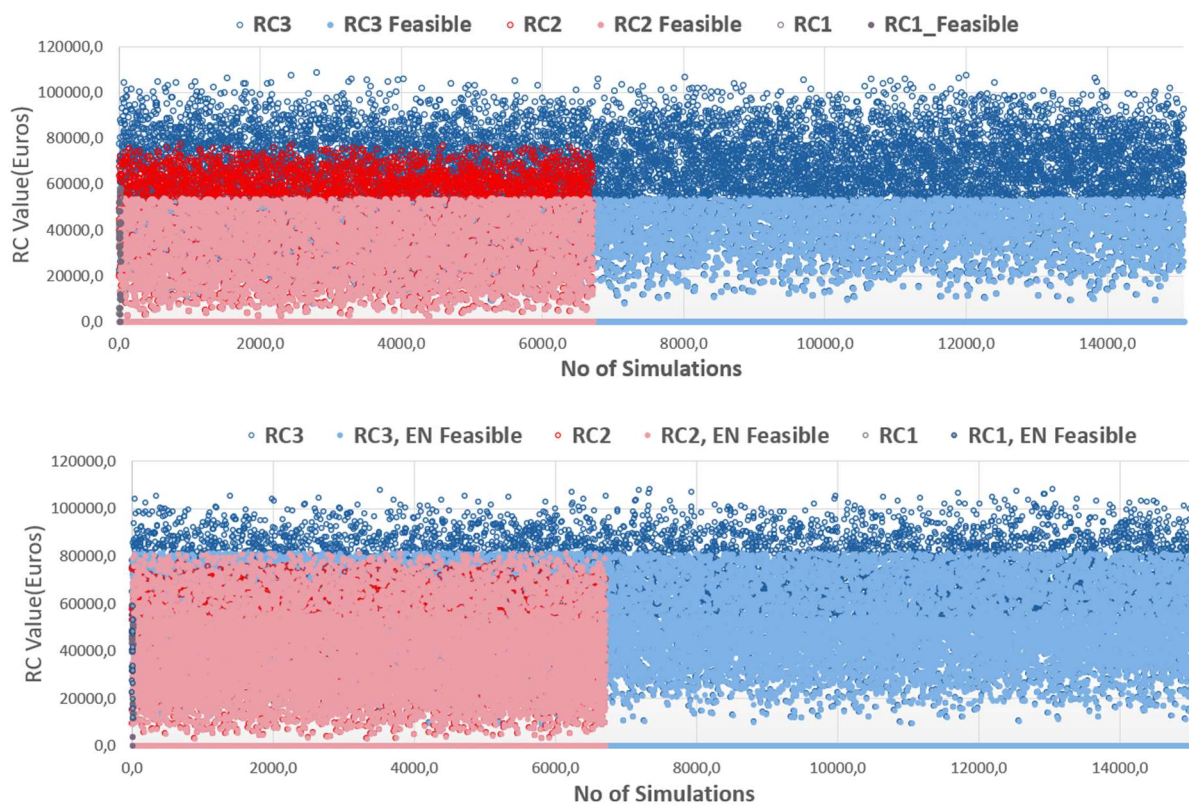 RC3 RC3 Feasible RC2 RC2 Feasible RC1 RC1_Feasible
120000,0
100000,0
80000,0
60000,0
40000,0
20000,0
0,0
RC Value(Euros)
0,0 2000,0 4000,0 6000,0 8000,0 10000,0 12000,0 14000,0
No of Simulations
RC3 RC3, EN Feasible RC2 RC2, EN Feasible RC1 RC1, EN Feasible
120000,0
100000,0
80000,0
60000,0
40000,0
20000,0
0,0
RC Value(Euros)
0,0 2000,0 4000,0 6000,0 8000,0 10000,0 12000,0 14000,0
No of Simulations